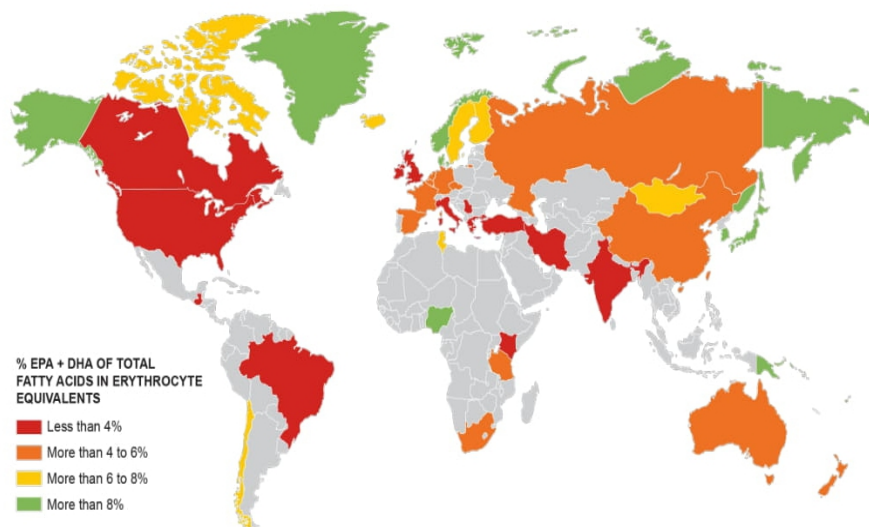 % EPA + DHA OF TOTAL
FATTY ACIDS IN ERYTHROCYTE
EQUIVALENTS
Less than 4%
More than 4 to 6%
More than 6 to 8%
More than 8%